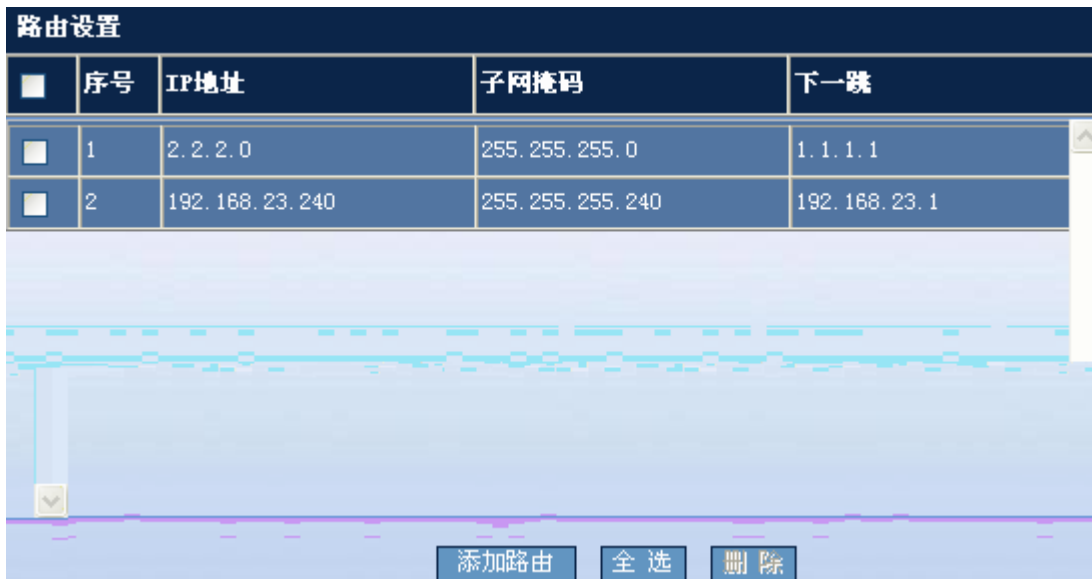 路由设置
序号 IP地址 子网掩码 下一跳
1 2.2.2.0 255.255.255.0 1.1.1.1
2 192.168.23.240 255.255.255.240 192.168.23.1
添加路由 全选 删除